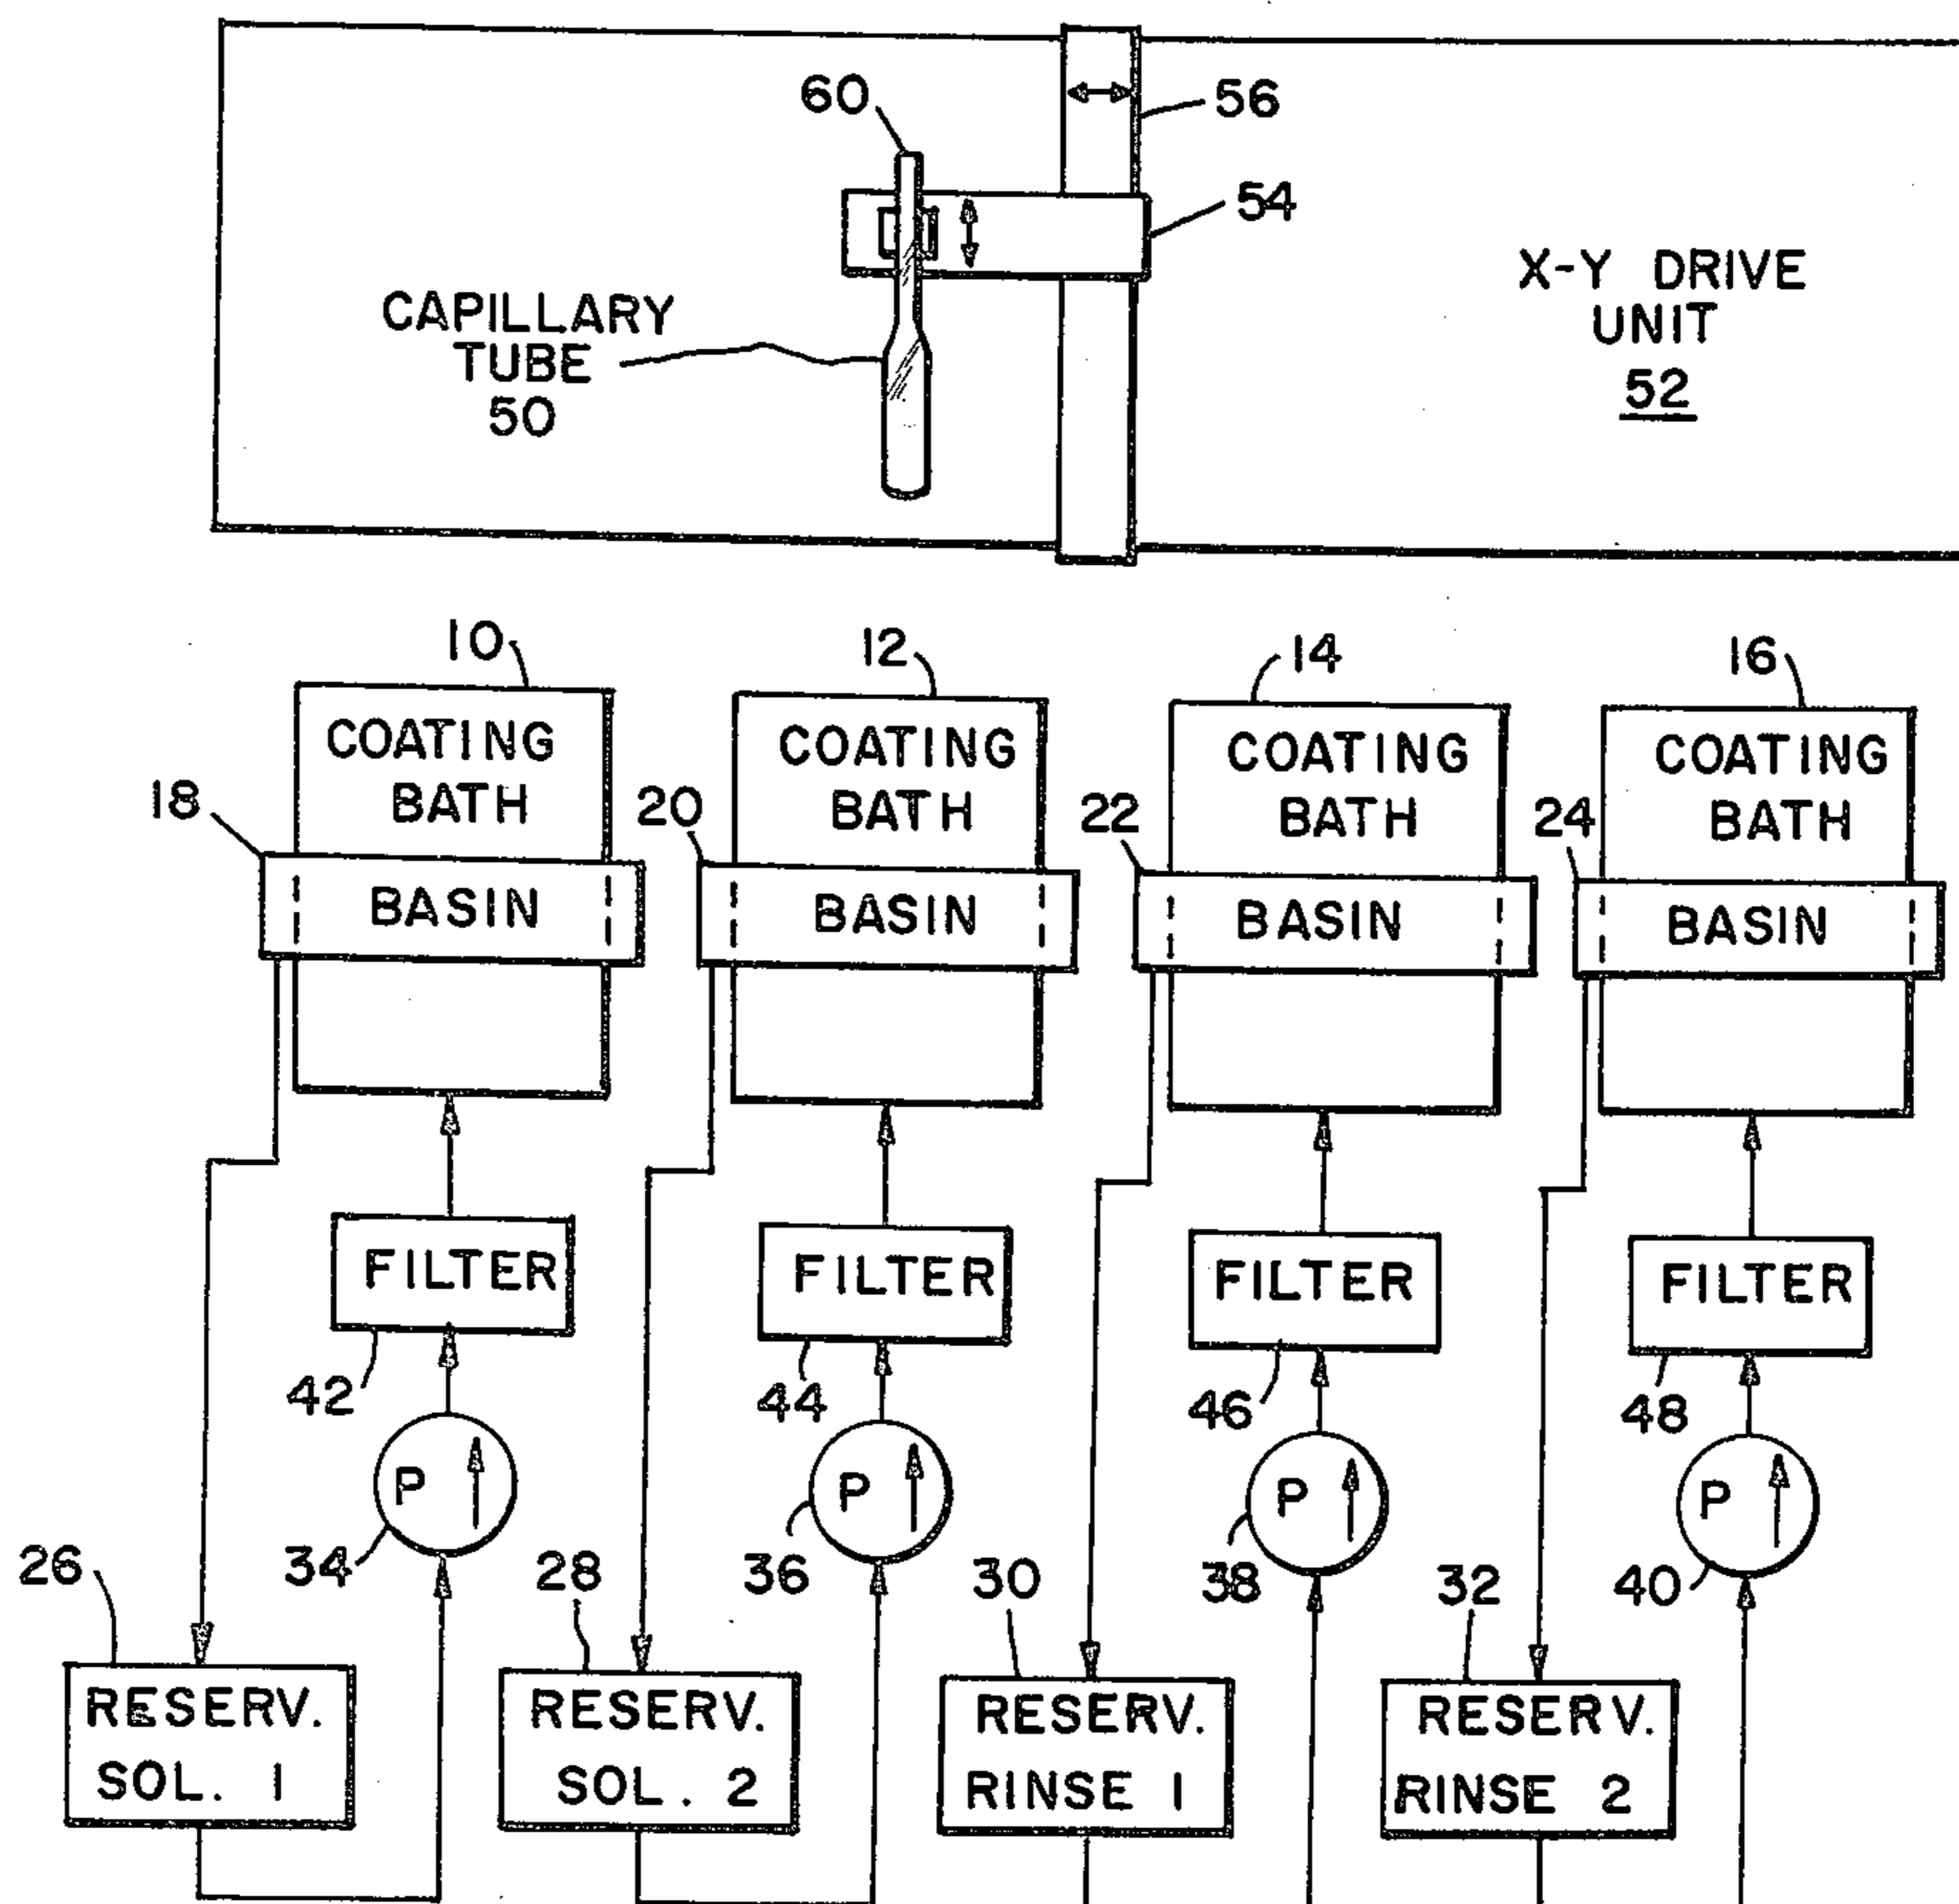 60
56
54
CAPILLARY
TUBE
50
X-Y DRIVE
UNIT
52
10
12
14
16
COATING
BATH
COATING
BATH
COATING
BATH
COATING
BATH
18
20
22
24
BASIN
BASIN
BASIN
BASIN
FILTER
FILTER
FILTER
FILTER
42
44
46
48
P
P
P
P
34
36
38
40
26
28
30
32
RESERV.
SOL. 1
RESERV.
SOL. 2
RESERV.
RINSE 1
RESERV.
RINSE 2